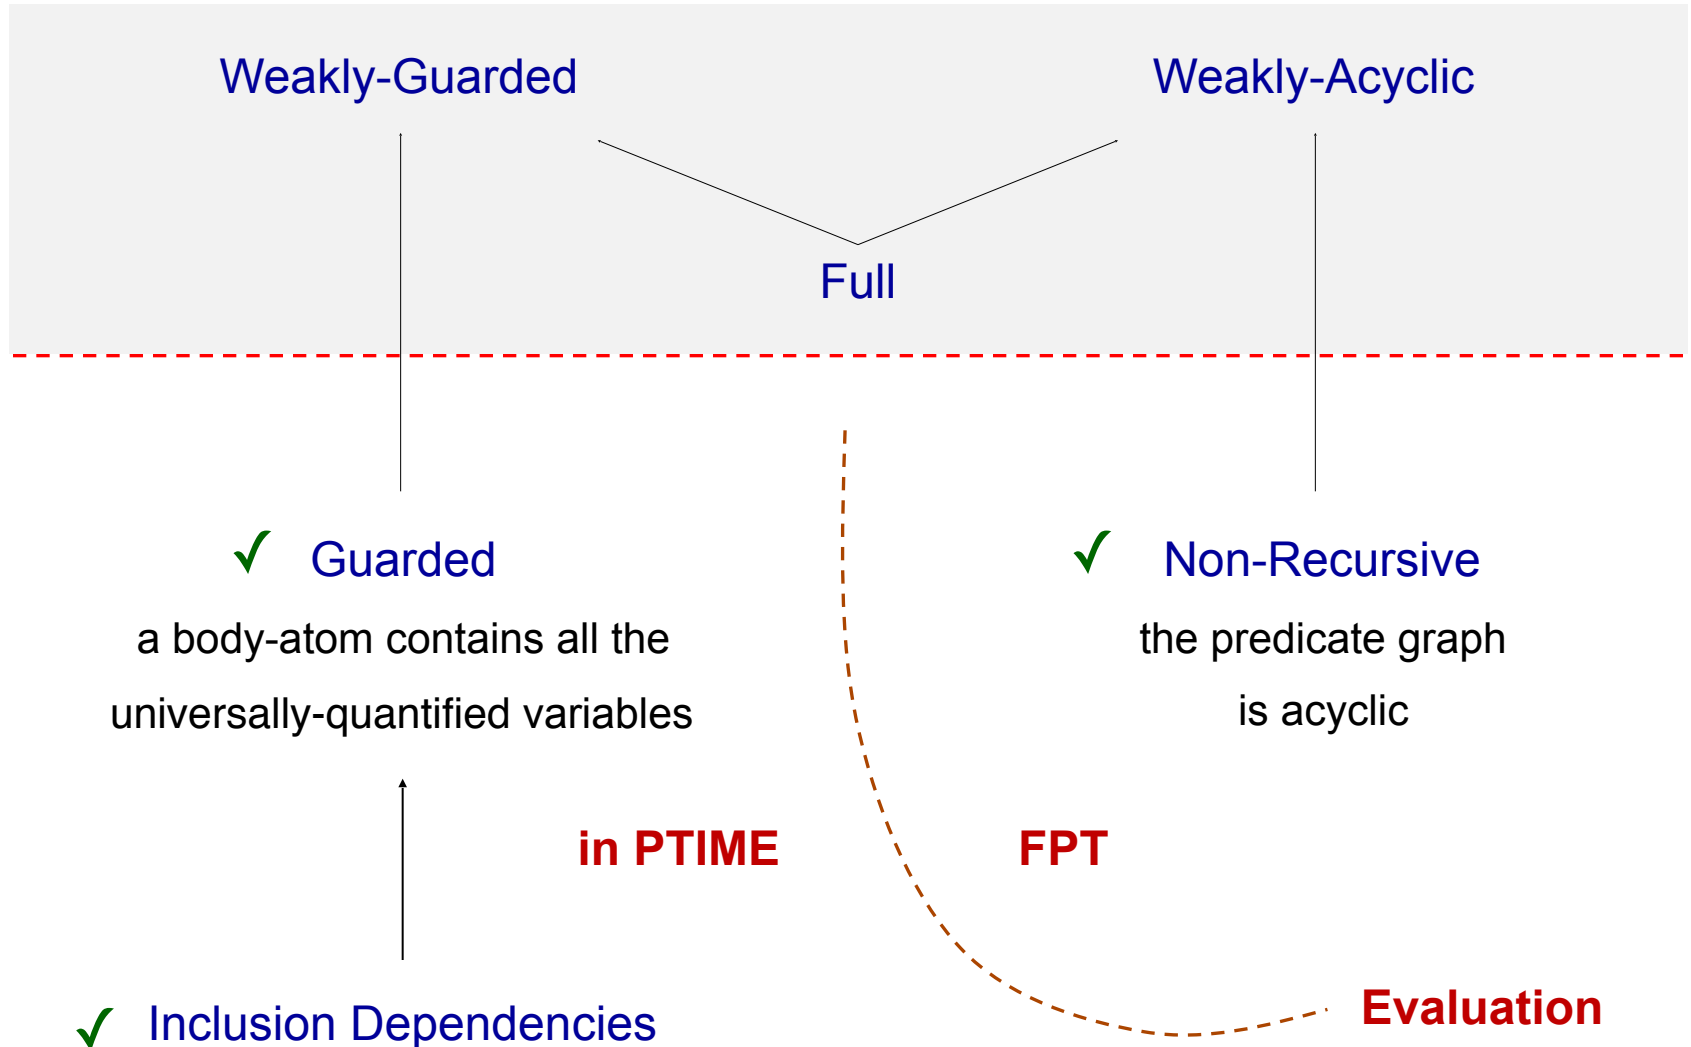 Weakly-Guarded
Weakly-Acyclic
Full
✓ Guarded
a body-atom contains all the
universally-quantified variables
✓ Non-Recursive
the predicate graph
is acyclic
in PTIME
FPT
Evaluation
✓ Inclusion Dependencies